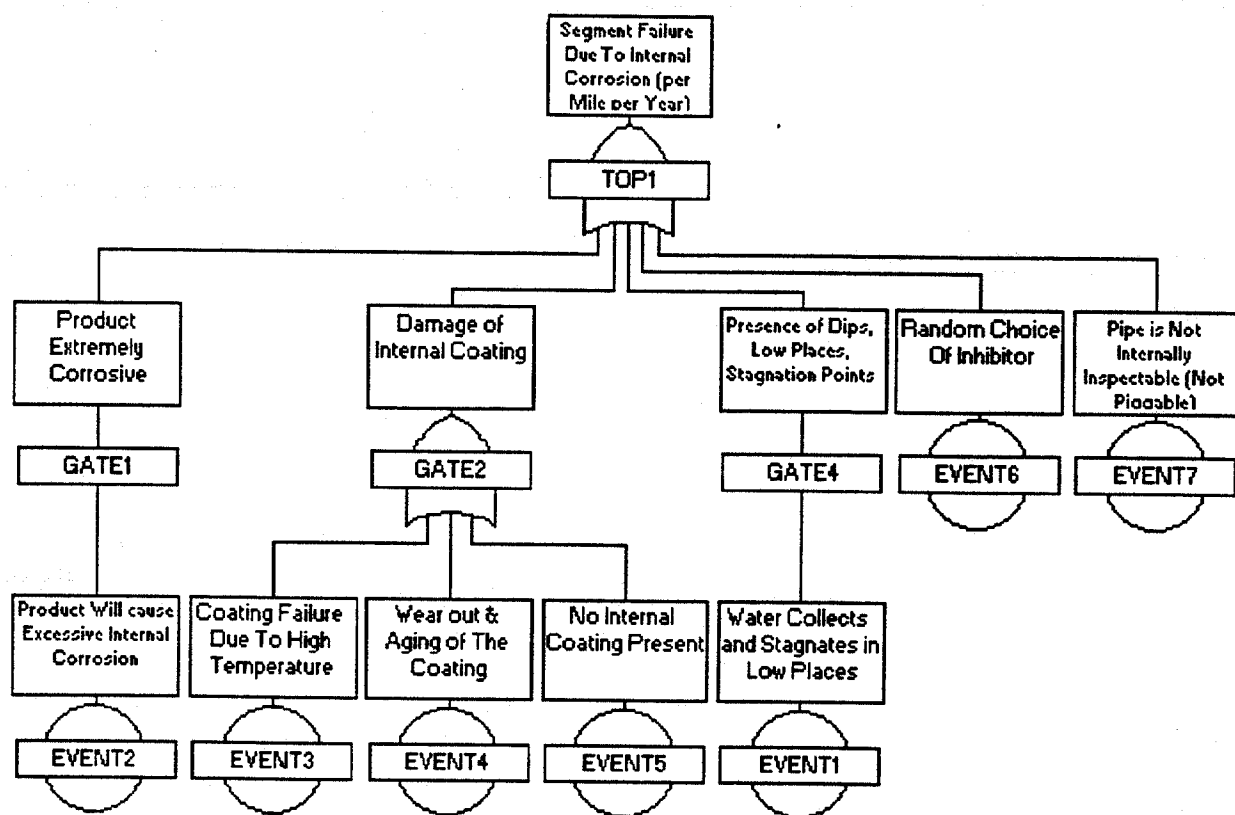 Segment Failure
Due To Internal
Corrosion (per
Mile per Year)
TOP1
Product
Extremely
Corrosive
Damage of
Internal Coating
Presence of Dips,
Low Places,
Stagnation Points
Random Choice
Of Inhibitor
Pipe is Not
Internally
Inspectable (Not
Piggable)
GATE1
GATE2
GATE4
EVENT6
EVENT7
Product Will cause
Excessive Internal
Corrosion
Coating Failure
Due To High
Temperature
Wear out &
Aging of The
Coating
No Internal
Coating Present
Water Collects
and Stagnates in
Low Places
EVENT2
EVENT3
EVENT4
EVENT5
EVENT1